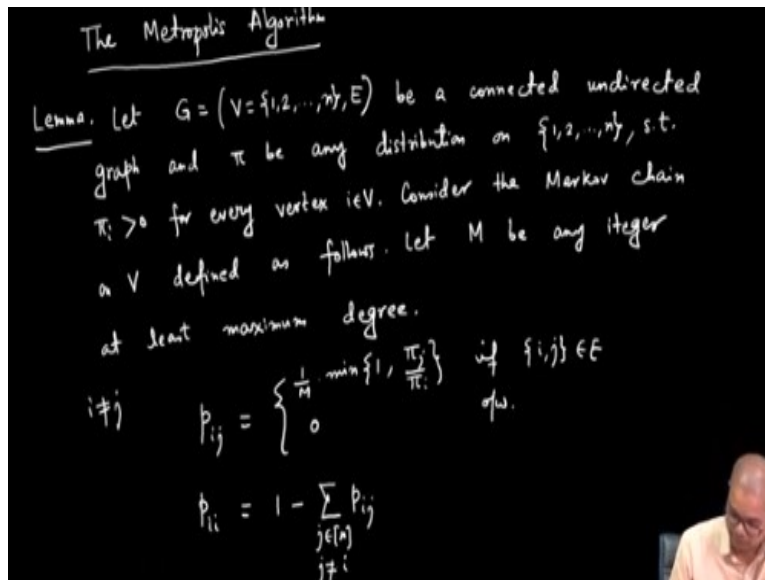 The Metropolis Algorithm
Lemma. Let G = (V = {1,2,...,n}, E) be a connected undirected
graph and π be any distribution on {1,2,...,n}, s.t.
πᵢ > 0 for every vertex i∈V. Consider the Markov chain
on V defined as follows. Let M be any iteger
at least maximum degree.
i≠j pᵢⱼ = { 1/M · min{1, πⱼ/πᵢ} if {i,j} ∈ E
0 o/w.
pᵢᵢ = 1 - ∑ pᵢⱼ
j∈[n]
j≠i